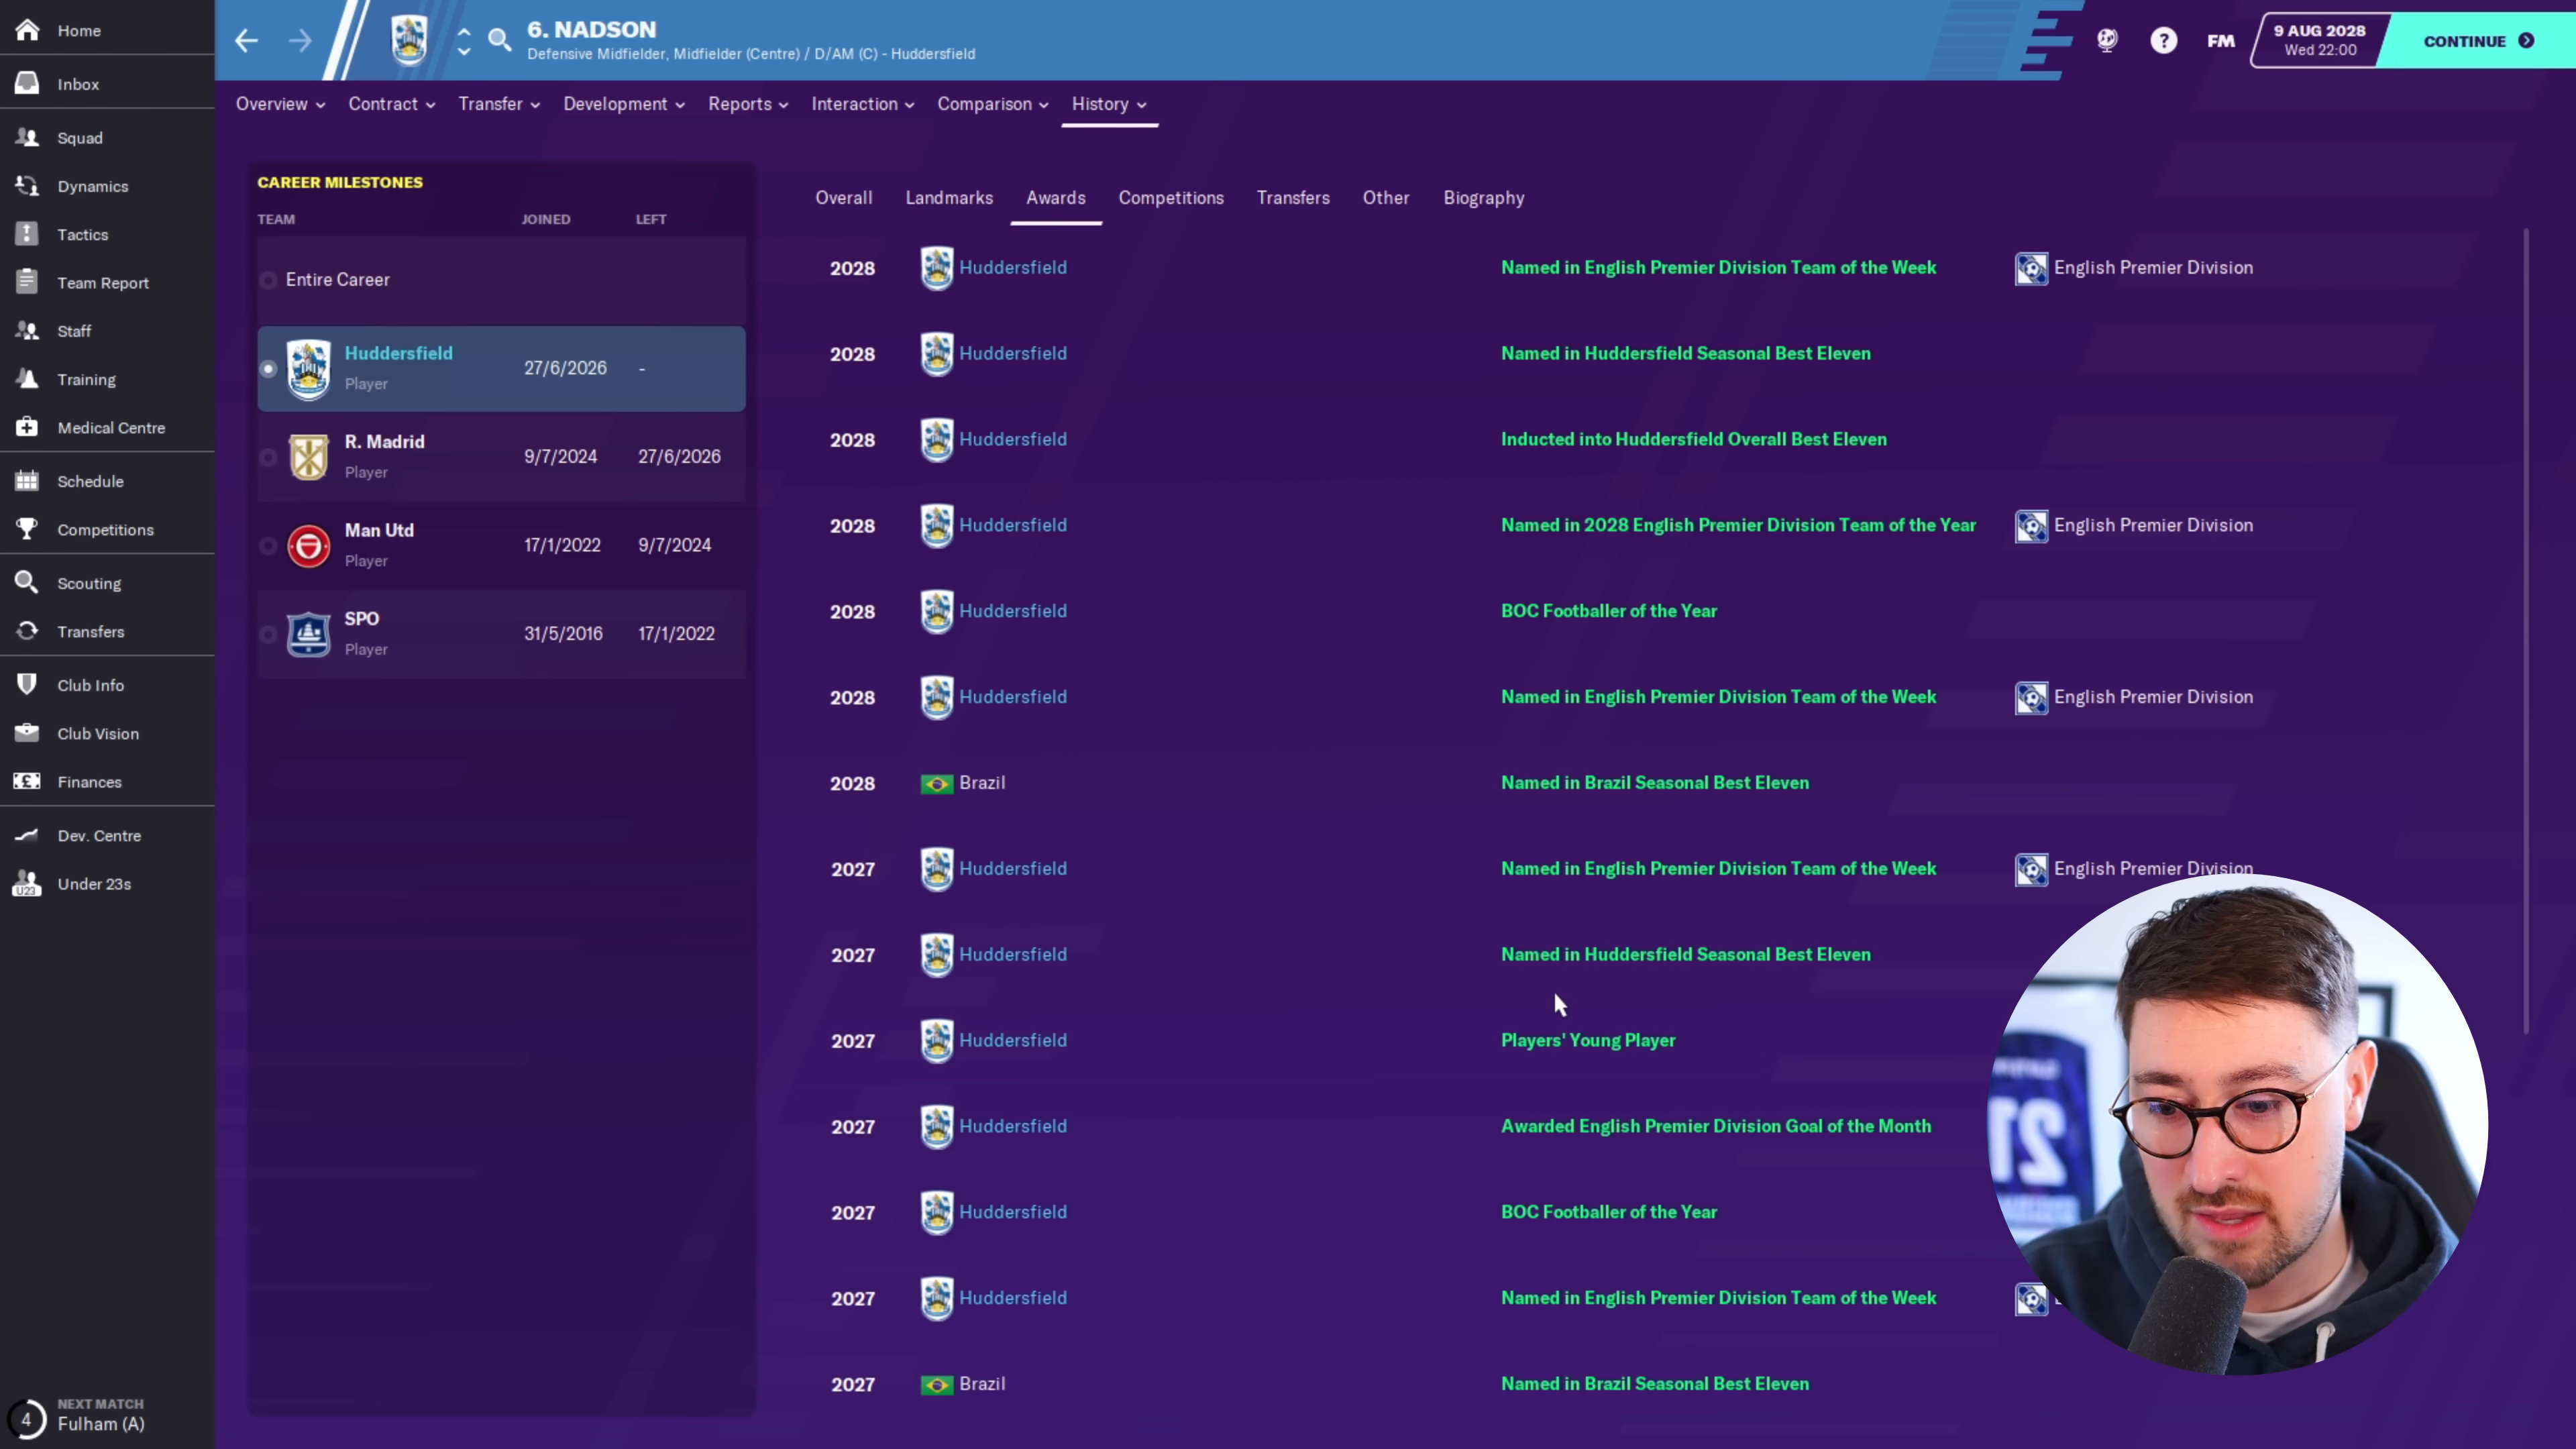 Home
Inbox
Squad
Dynamics
Tactics
Team Report
Staff
Training
Medical Centre
Schedule
Competitions
Scouting
Transfers
Club Info
Club Vision
Finances
Dev. Centre
U23
Under 23s
4
NEXT MATCH
Fulham (A)
6. NADSON
Defensive Midfielder, Midfielder (Centre) / D/AM (C) - Huddersfield
?
FM
9 AUG 2028
Wed 22:00
CONTINUE
Overview Contract Transfer Development Reports Interaction Comparison History
CAREER MILESTONES
TEAM JOINED LEFT
Entire Career
Huddersfield
Player
27/6/2026 -
R. Madrid
Player
9/7/2024 27/6/2026
Man Utd
Player
17/1/2022 9/7/2024
SPO
Player
31/5/2016 17/1/2022
Overall Landmarks Awards Competitions Transfers Other Biography
2028 Huddersfield Named in English Premier Division Team of the Week English Premier Division
2028 Huddersfield Named in Huddersfield Seasonal Best Eleven
2028 Huddersfield Inducted into Huddersfield Overall Best Eleven
2028 Huddersfield Named in 2028 English Premier Division Team of the Year English Premier Division
2028 Huddersfield BOC Footballer of the Year
2028 Huddersfield Named in English Premier Division Team of the Week English Premier Division
2028 Brazil Named in Brazil Seasonal Best Eleven
2027 Huddersfield Named in English Premier Division Team of the Week English Premier Division
2027 Huddersfield Named in Huddersfield Seasonal Best Eleven
2027 Huddersfield Players' Young Player
2027 Huddersfield Awarded English Premier Division Goal of the Month
2027 Huddersfield BOC Footballer of the Year
2027 Huddersfield Named in English Premier Division Team of the Week
2027 Brazil Named in Brazil Seasonal Best Eleven
21